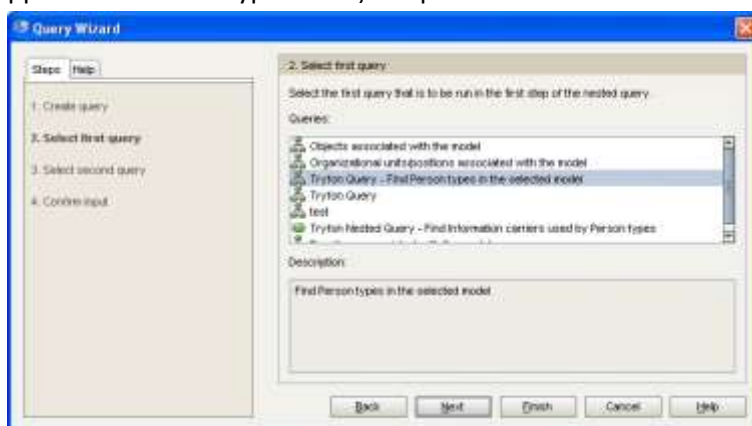 Query Wizard
Steps Help
1. Create query
2. Select first query
3. Select second query
4. Confirm input
2. Select first query
Select the first query that is to be run in the first step of the nested query.
Queries:
Objects associated with the model
Organizational units/positions associated with the model
Tryton Query - Find Person types in the selected model
Tryton Query
test
Tryton Nested Query - Find Information carriers used by Person types
Description:
Find Person types in the selected model
Back Next Finish Cancel Help